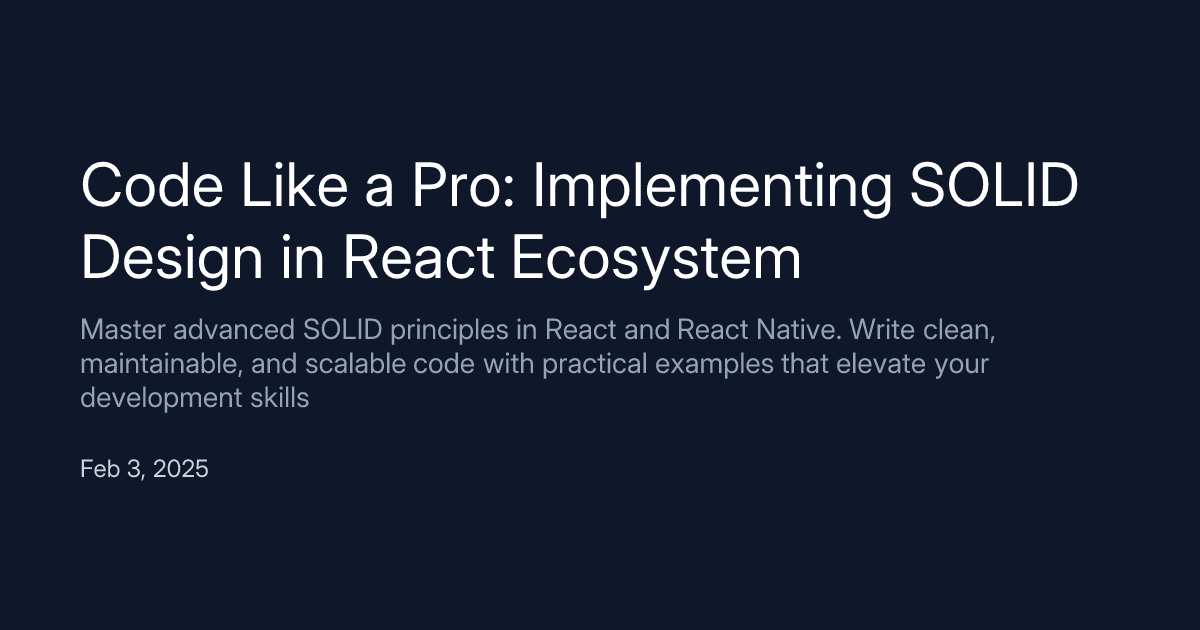 Code Like a Pro: Implementing SOLID
Design in React Ecosystem
Master advanced SOLID principles in React and React Native. Write clean,
maintainable, and scalable code with practical examples that elevate your
development skills
Feb 3, 2025